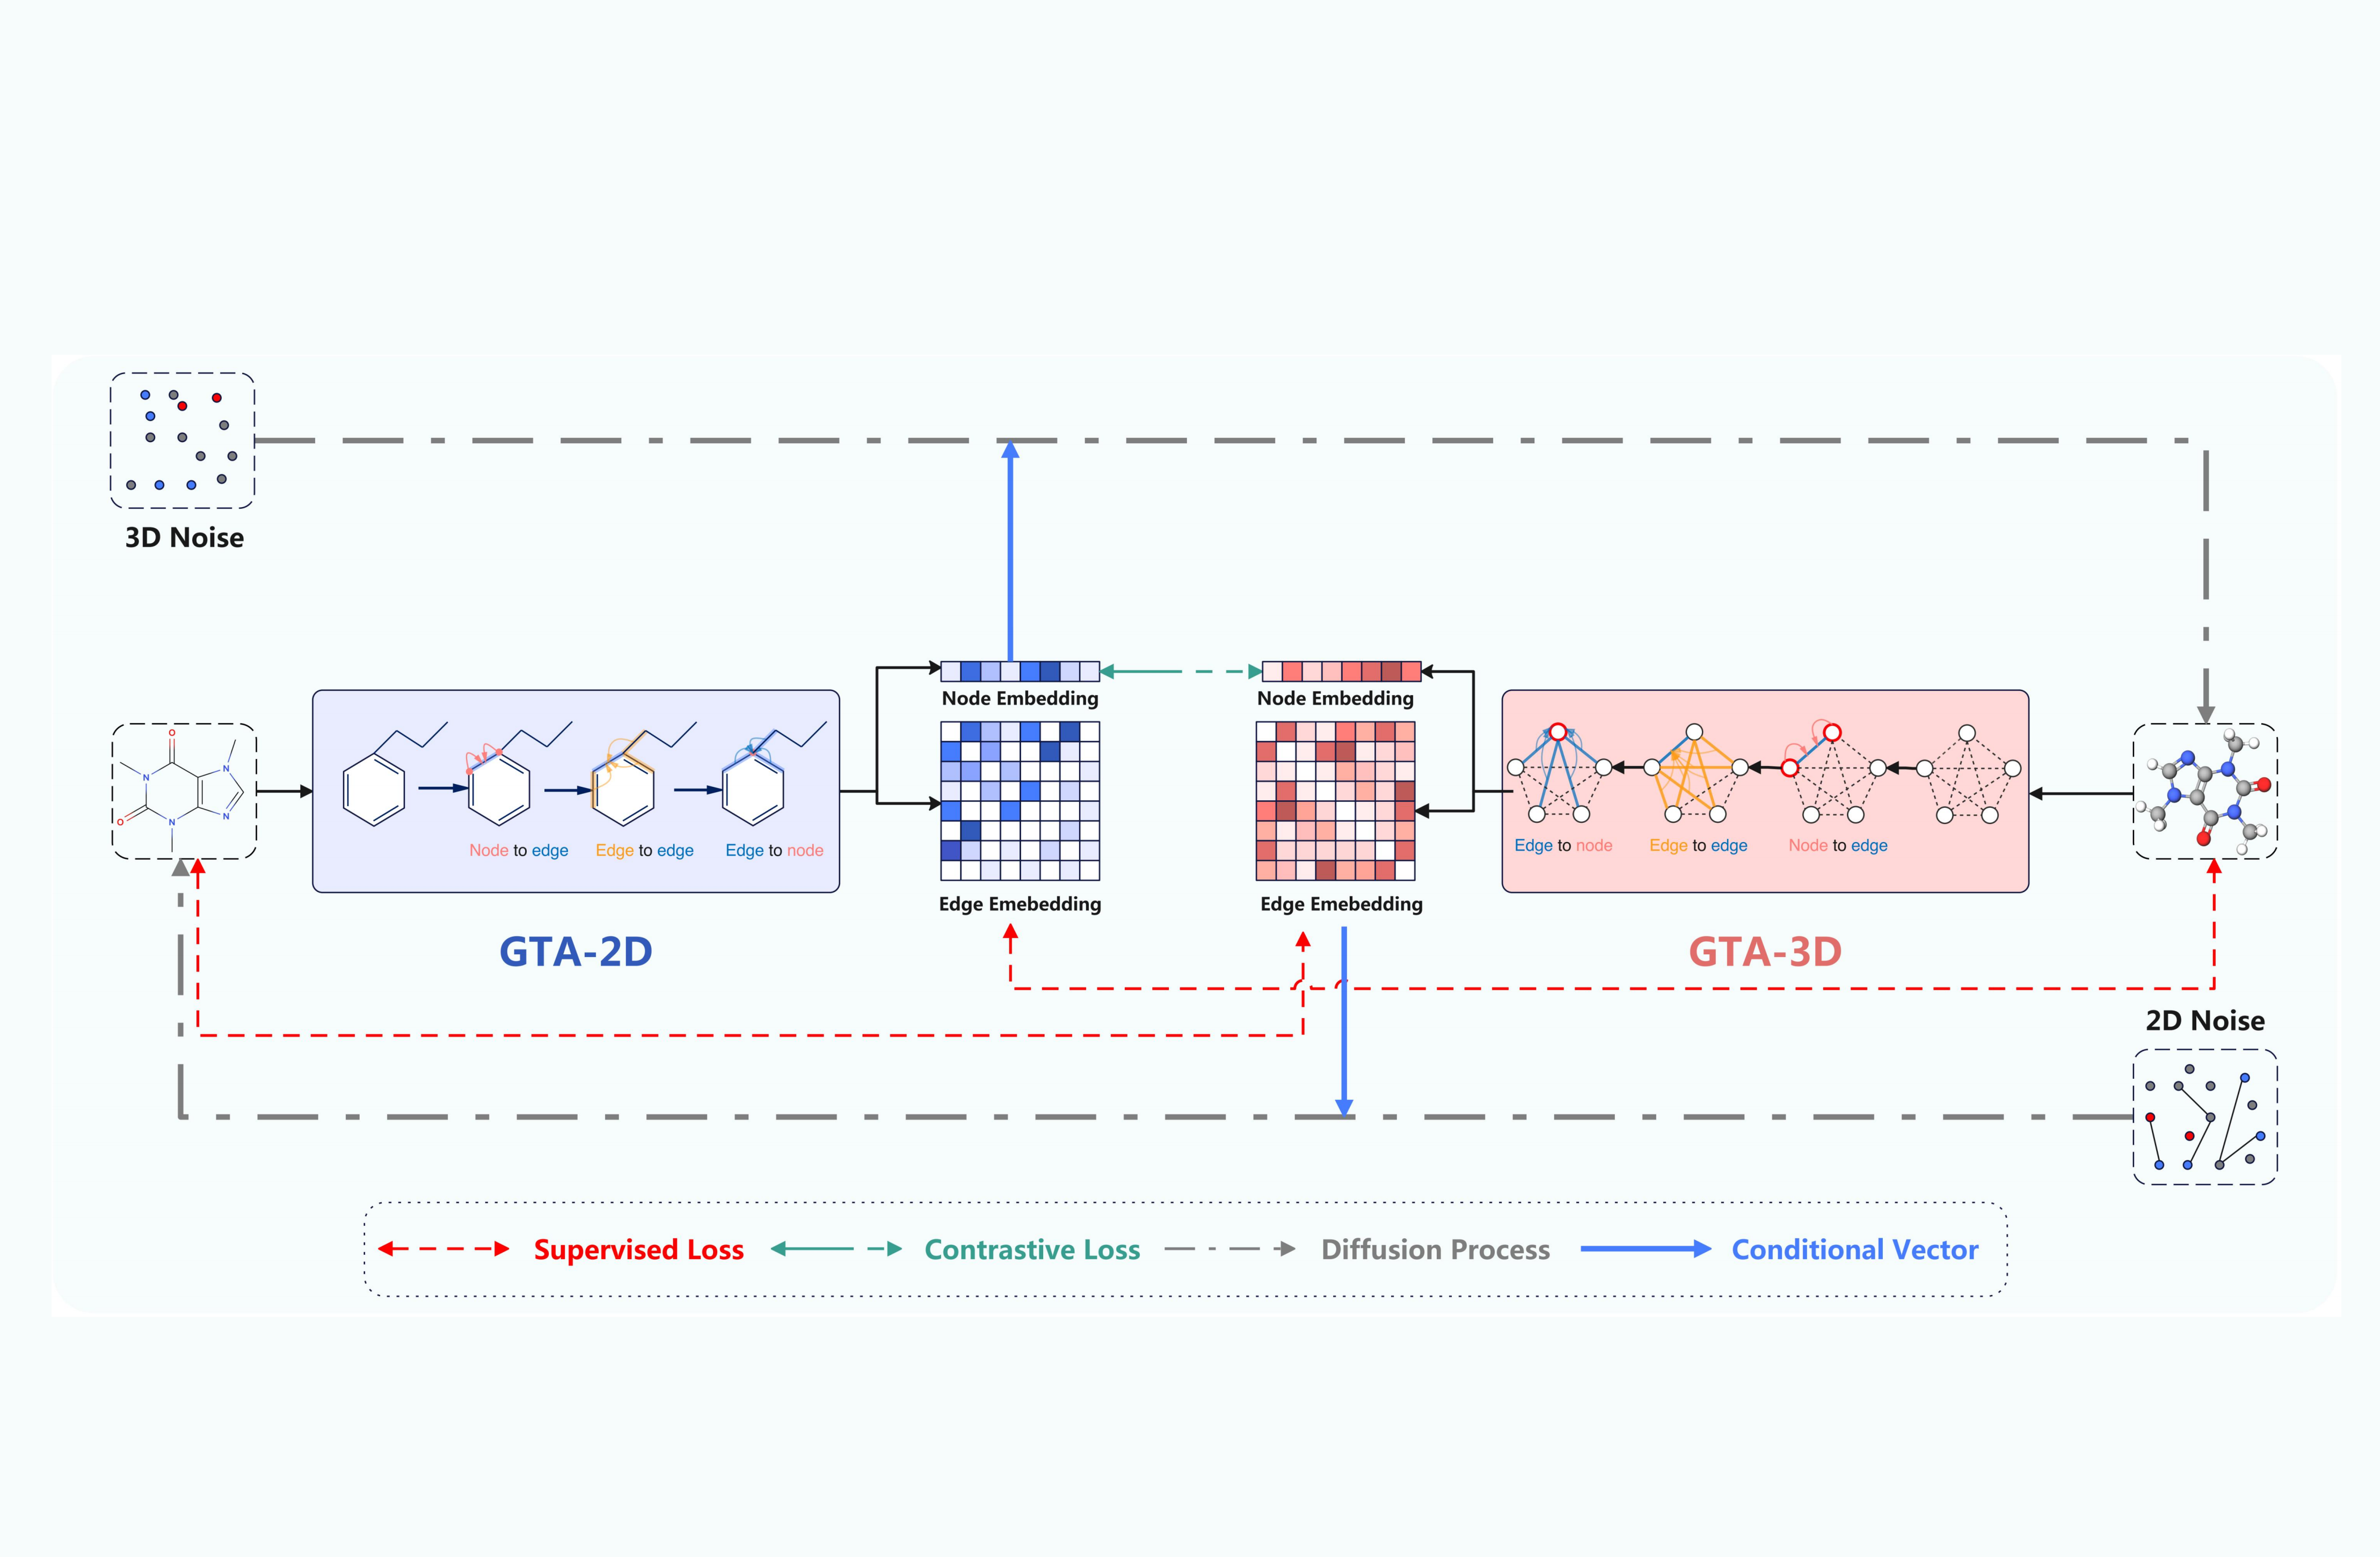 3D Noise
Node Embedding
Node Embedding
O
N
N
O
N
N
Node to edge
Edge to edge
Edge to node
Edge to node
Edge to edge
Node to edge
Edge Emebedding
Edge Emebedding
GTA-2D
GTA-3D
2D Noise
Supervised Loss
Contrastive Loss
Diffusion Process
Conditional Vector